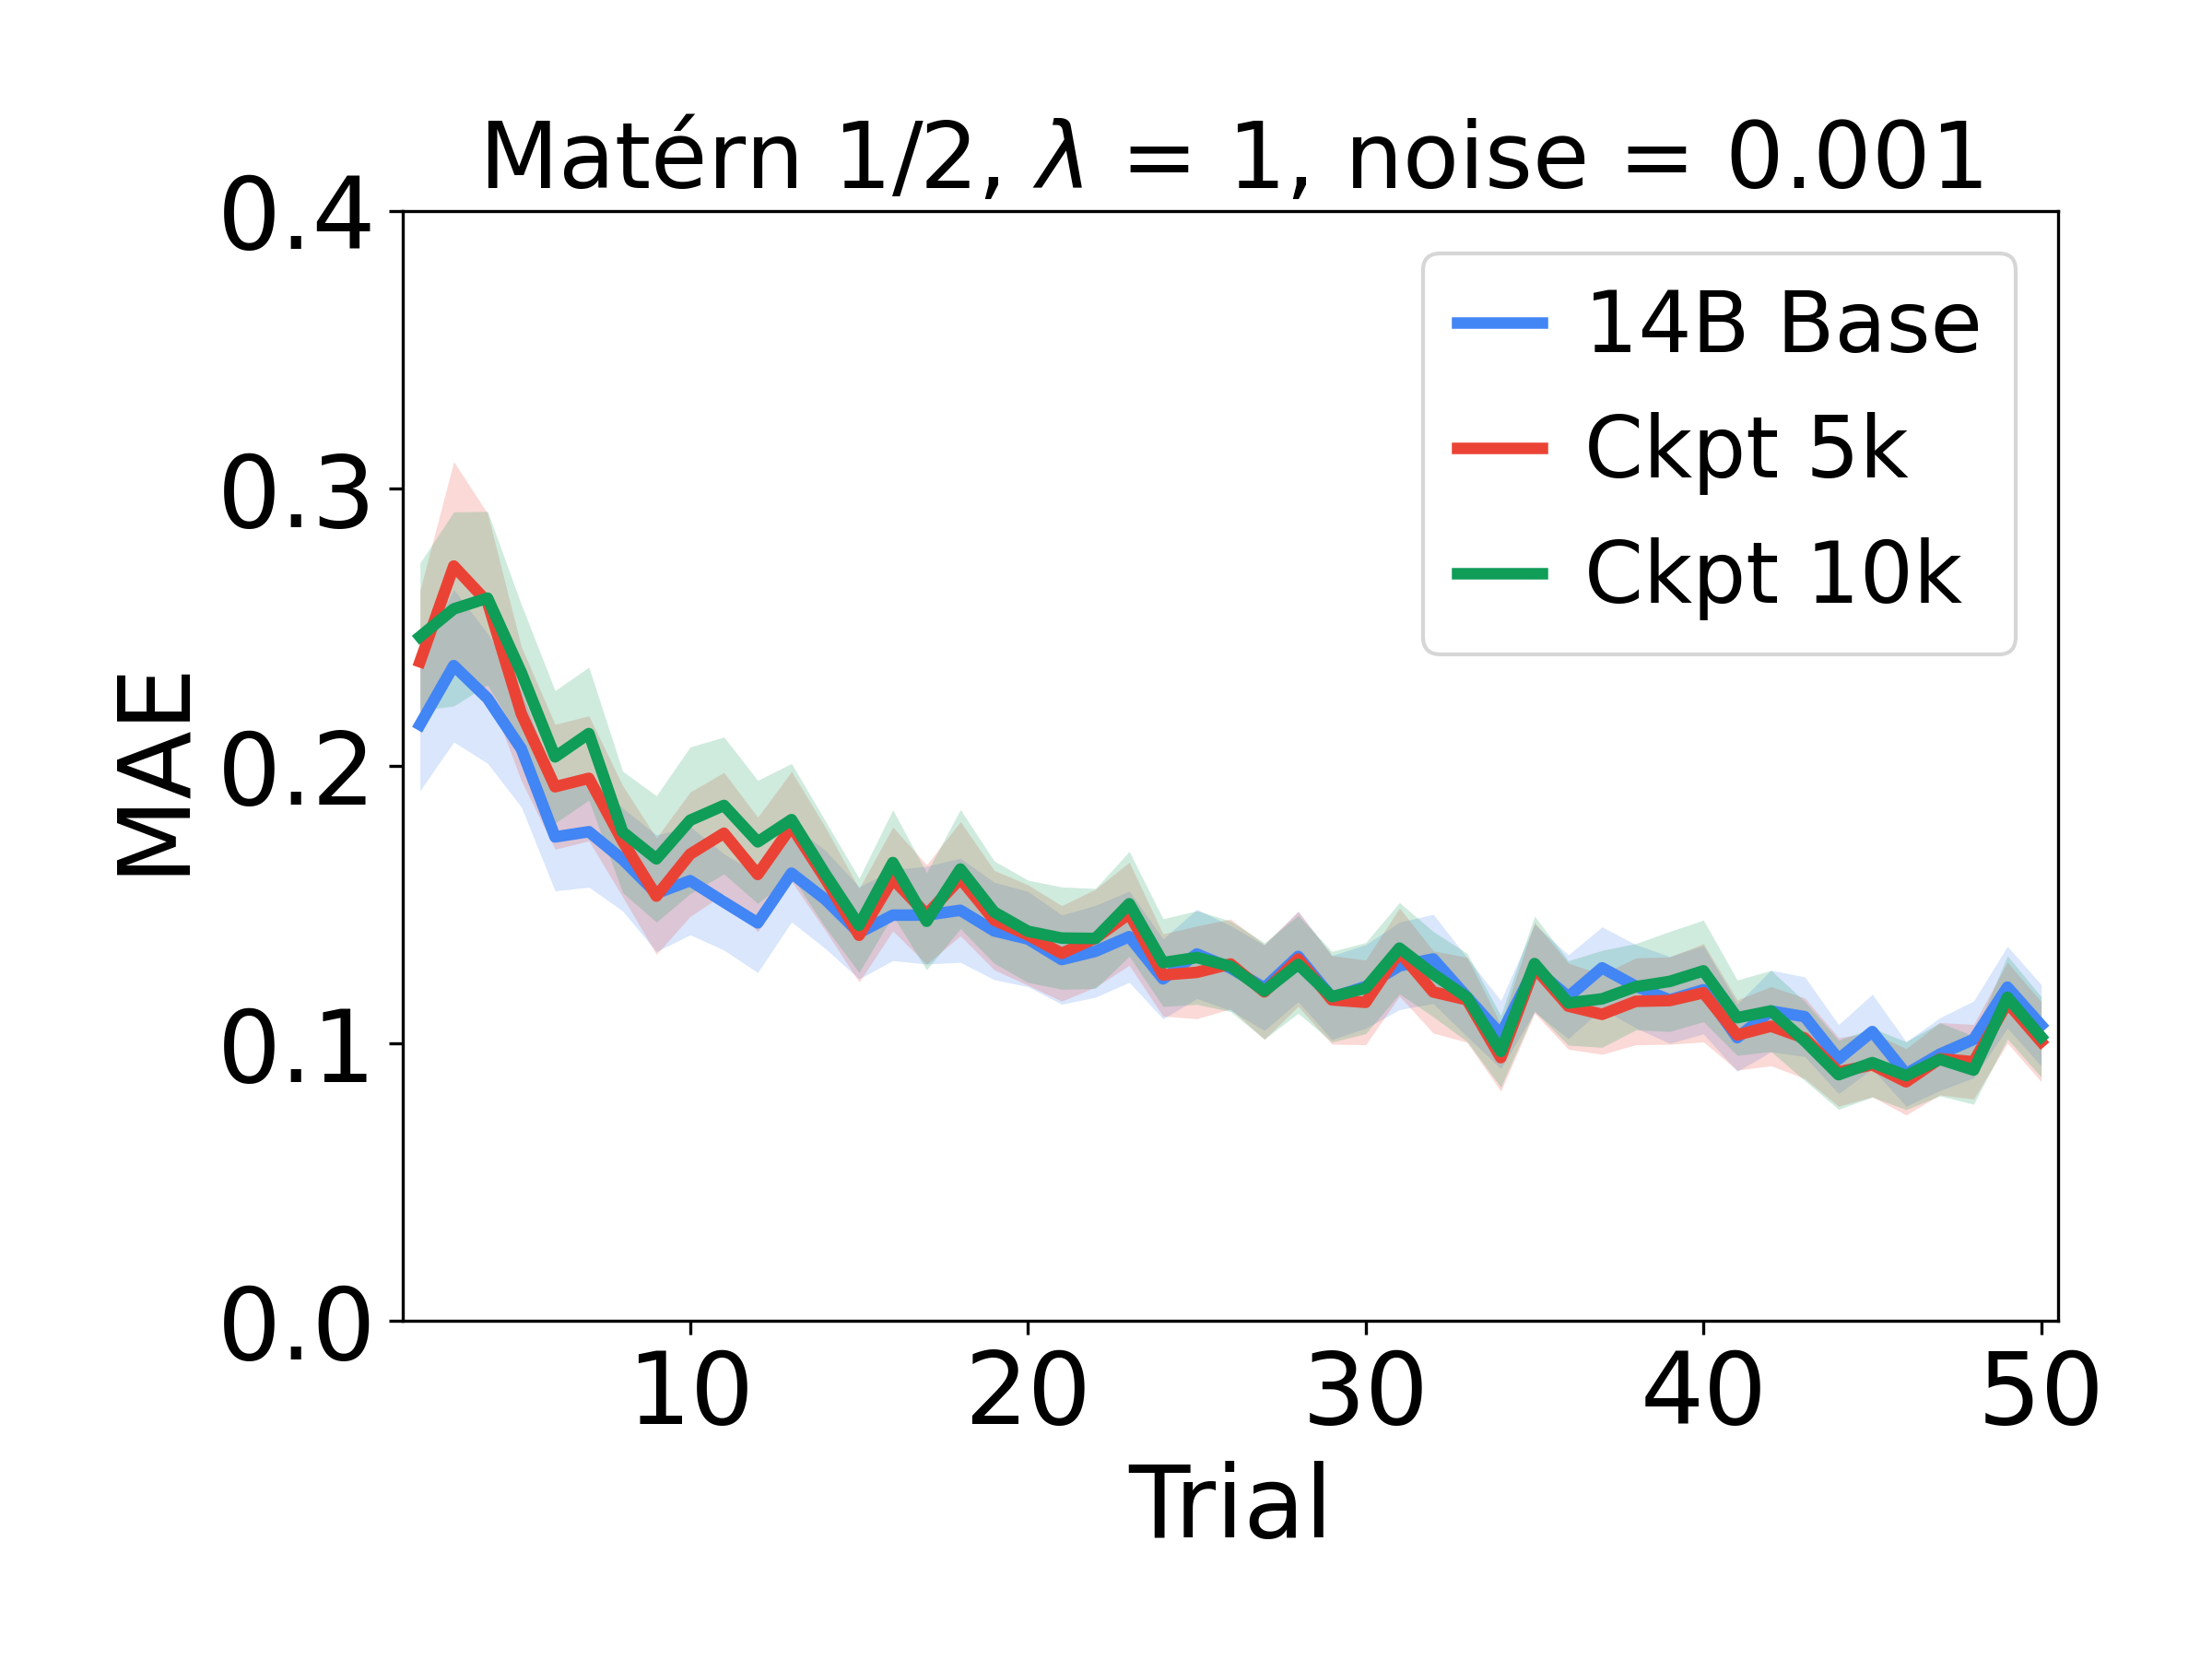 Matérn 1/2, λ = 1, noise = 0.001
0.4
0.3
0.2
0.1
0.0
MAE
14B Base
Ckpt 5k
Ckpt 10k
10 20 30 40 50
Trial